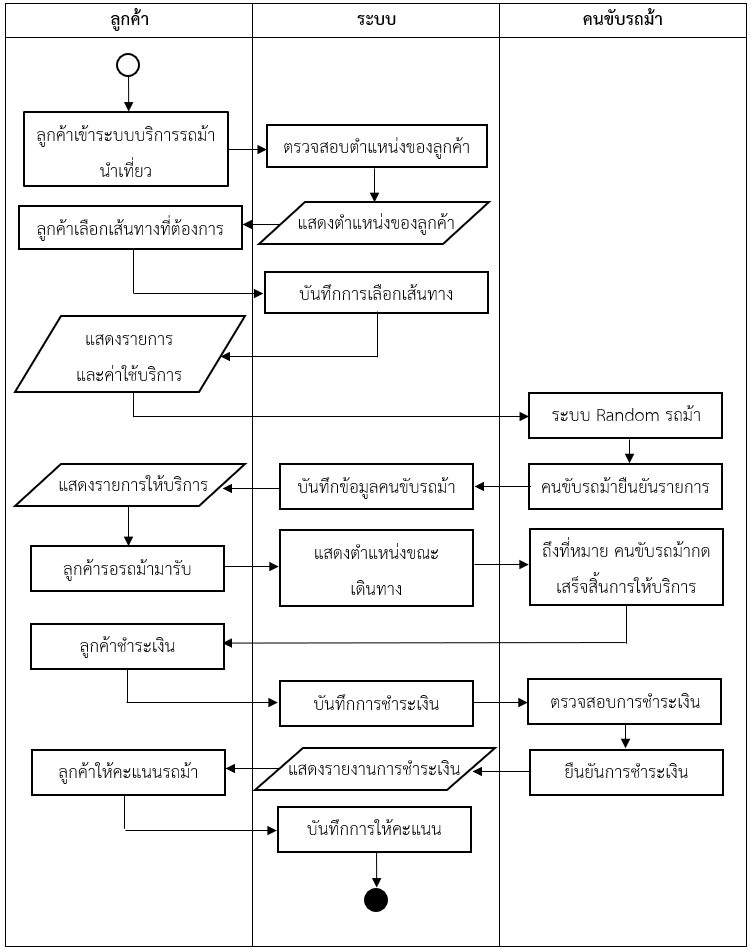 ลูกค้า
ระบบ
คนขับรถม้า
ลูกค้าเข้าระบบบริการรถม้า
นำเที่ยว
ตรวจสอบตำแหน่งของลูกค้า
แสดงตำแหน่งของลูกค้า
ลูกค้าเลือกเส้นทางที่ต้องการ
บันทึกการเลือกเส้นทาง
แสดงรายการ
และค่าใช้บริการ
ระบบ Random รถม้า
คนขับรถม้ายืนยันรายการ
บันทึกข้อมูลคนขับรถม้า
แสดงรายการให้บริการ
ลูกค้ารอรถม้ามารับ
แสดงตำแหน่งขณะ
เดินทาง
ถึงที่หมาย คนขับรถม้ากด
เสร็จสิ้นการให้บริการ
ลูกค้าชำระเงิน
บันทึกการชำระเงิน
ตรวจสอบการชำระเงิน
ยืนยันการชำระเงิน
แสดงรายงานการชำระเงิน
ลูกค้าให้คะแนนรถม้า
บันทึกการให้คะแนน